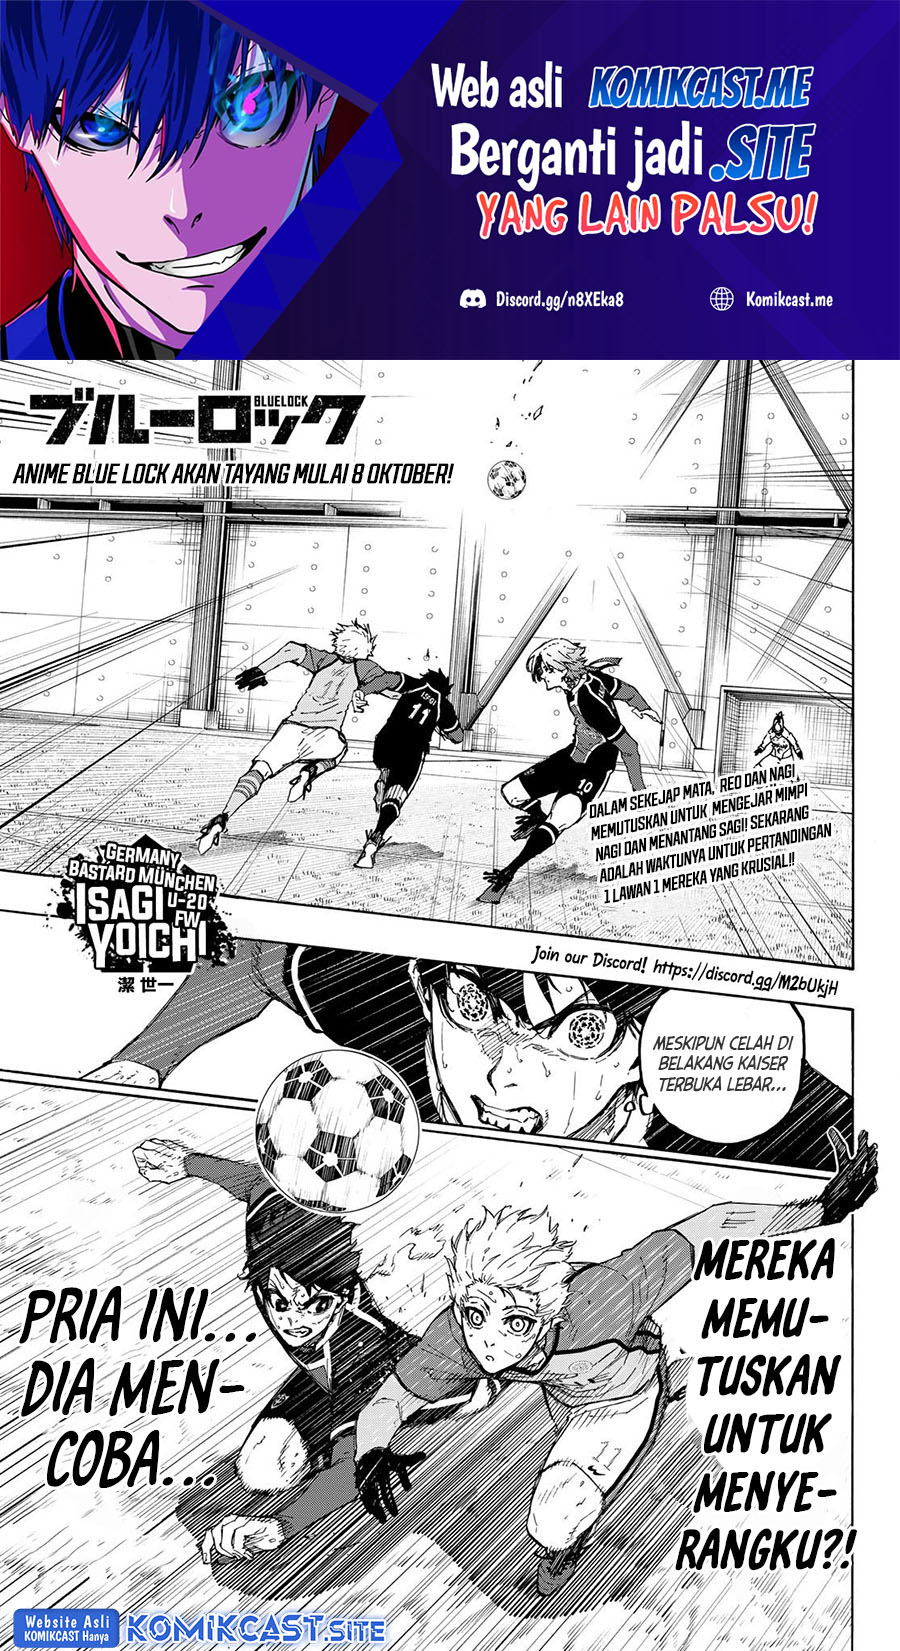 Web asli KOMIKCAST.ME
Berganti jadi .SITE
YANG LAIN PALSU!
Discord.gg/n8XEka8 Komikcast.me
ブルーロック
BLUELOCK
ANIME BLUE LOCK AKAN TAYANG MULAI 8 OKTOBER!
ISAGI
11
10
DALAM SEKEJAP MATA, REO DAN NAGI
MEMUTUSKAN UNTUK MENGEJAR MIMPI
NAGI DAN MENANTANG SAGI! SEKARANG
ADALAH WAKTUNYA UNTUK PERTANDINGAN
1 LAWAN 1 MEREKA YANG KRUSIAL!!
GERMANY
BASTARD MÜNCHEN
ISAGI U-20
FW
YOICHI
潔 世一
Join our Discord! https://discord.gg/M2bUkjH
MESKIPUN CELAH DI
BELAKANG KAISER
TERBUKA LEBAR...
MEREKA
MEMU-
TUSKAN
UNTUK
MENYE-
RANGKU?!
PRIA INI...
DIA MEN-
COBA...
11
Website Asli
KOMIKCAST Hanya
KOMIKCAST.SITE